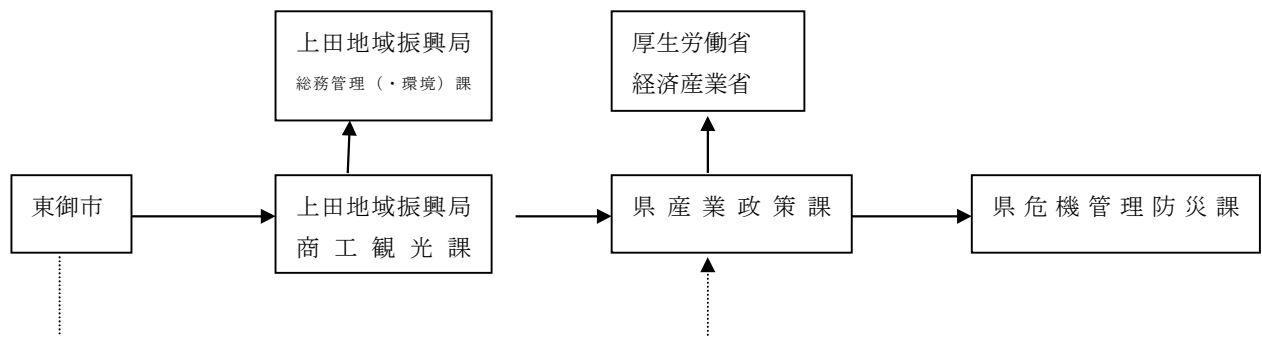 上田地域振興局
総務管理（・環境）課
厚生労働省
経済産業省
東御市
上田地域振興局
商工観光課
県産業政策課
県危機管理防災課